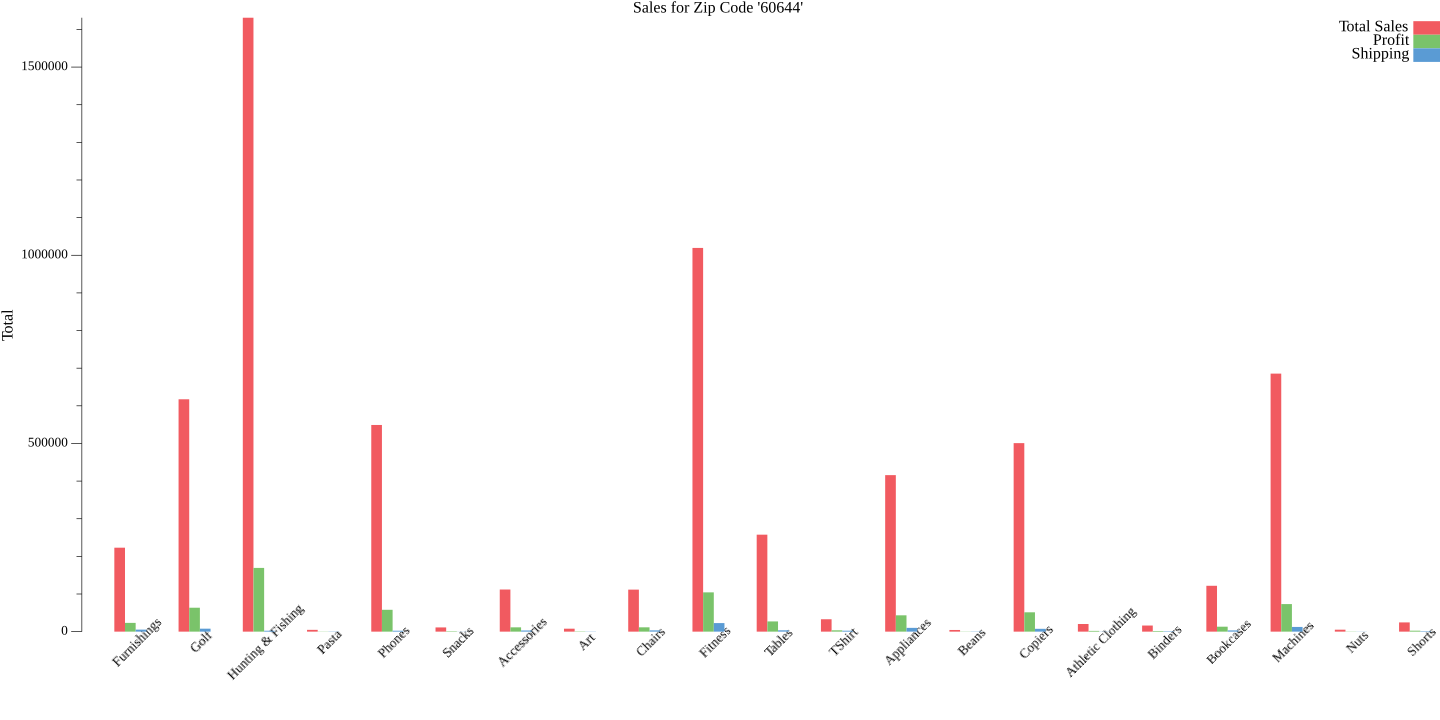 Sales for Zip Code '60644'
Total Sales
Profit
Shipping
Total
1500000
1000000
500000
0
Furnishings
Golf
Hunting & Fishing
Pasta
Phones
Snacks
Accessories
Art
Chairs
Fitness
Tables
TShirt
Appliances
Beans
Copiers
Athletic Clothing
Binders
Bookcases
Machines
Nuts
Shorts